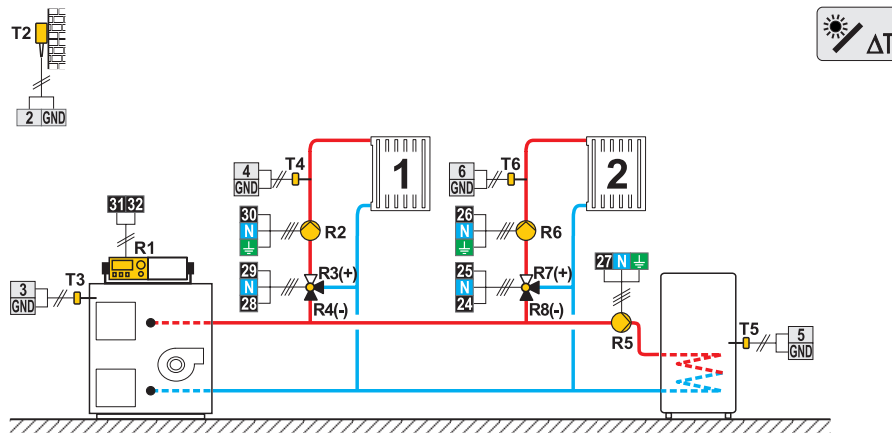 T2
2 GND
ΔT
4
GND
T4
1
6
GND
T6
2
31 32
R1
30
N
R2
26
N
R6
27 N
3
GND
T3
29
N
28
R3(+)
R4(-)
25
N
24
R7(+)
R8(-)
R5
T5
5
GND